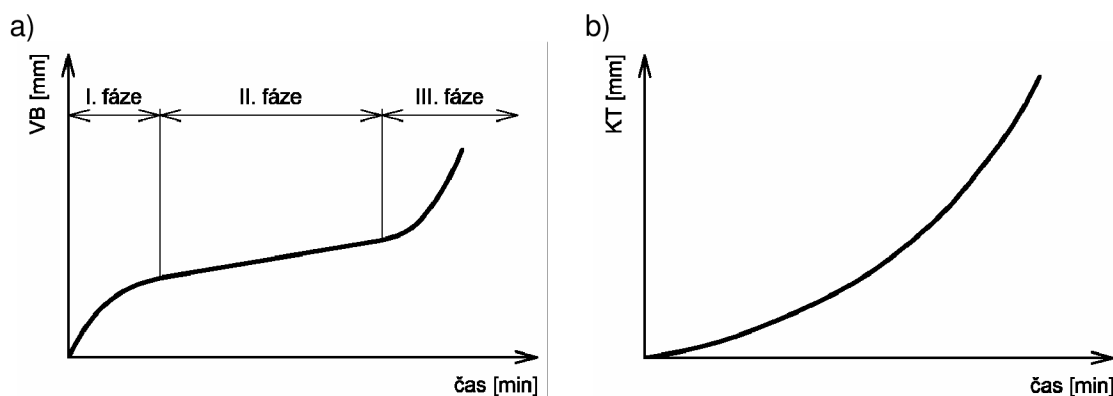 a)
VB [mm]
I. fáze
II. fáze
III. fáze
čas [min]
b)
KT [mm]
čas [min]